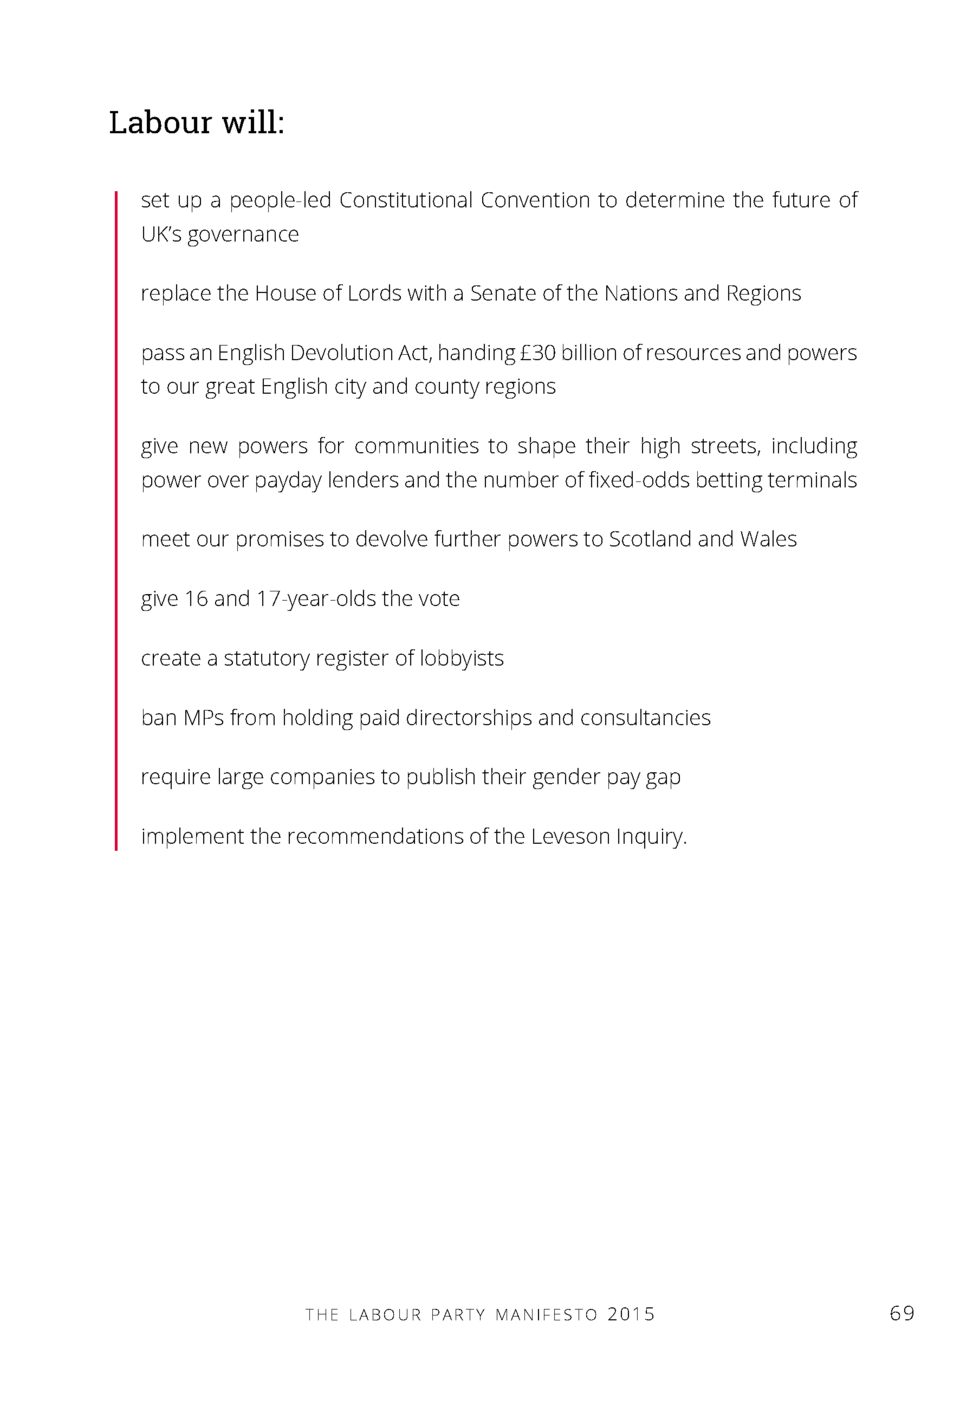 Labour will:
set up a people-led Constitutional Convention to determine the future of
UK’s governance
replace the House of Lords with a Senate of the Nations and Regions
pass an English Devolution Act, handing £30 billion of resources and powers
to our great English city and county regions
give new powers for communities to shape their high streets, including
power over payday lenders and the number of fixed-odds betting terminals
meet our promises to devolve further powers to Scotland and Wales
give 16 and 17-year-olds the vote
create a statutory register of lobbyists
ban MPs from holding paid directorships and consultancies
require large companies to publish their gender pay gap
implement the recommendations of the Leveson Inquiry.
THE LABOUR PARTY MANIFESTO 2015
69